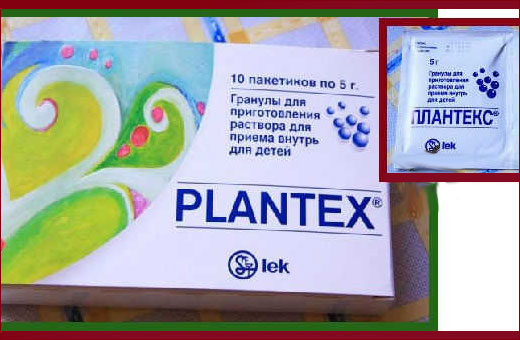 10 пакетиков по 5 г.
Гранулы для
приготовления
раствора для
приема внутрь
для детей
PLANTEX®
lek
5 г
Гранулы для
приготовления
раствора для
приема внутрь
для детей
ПЛАНТЕКС®
lek